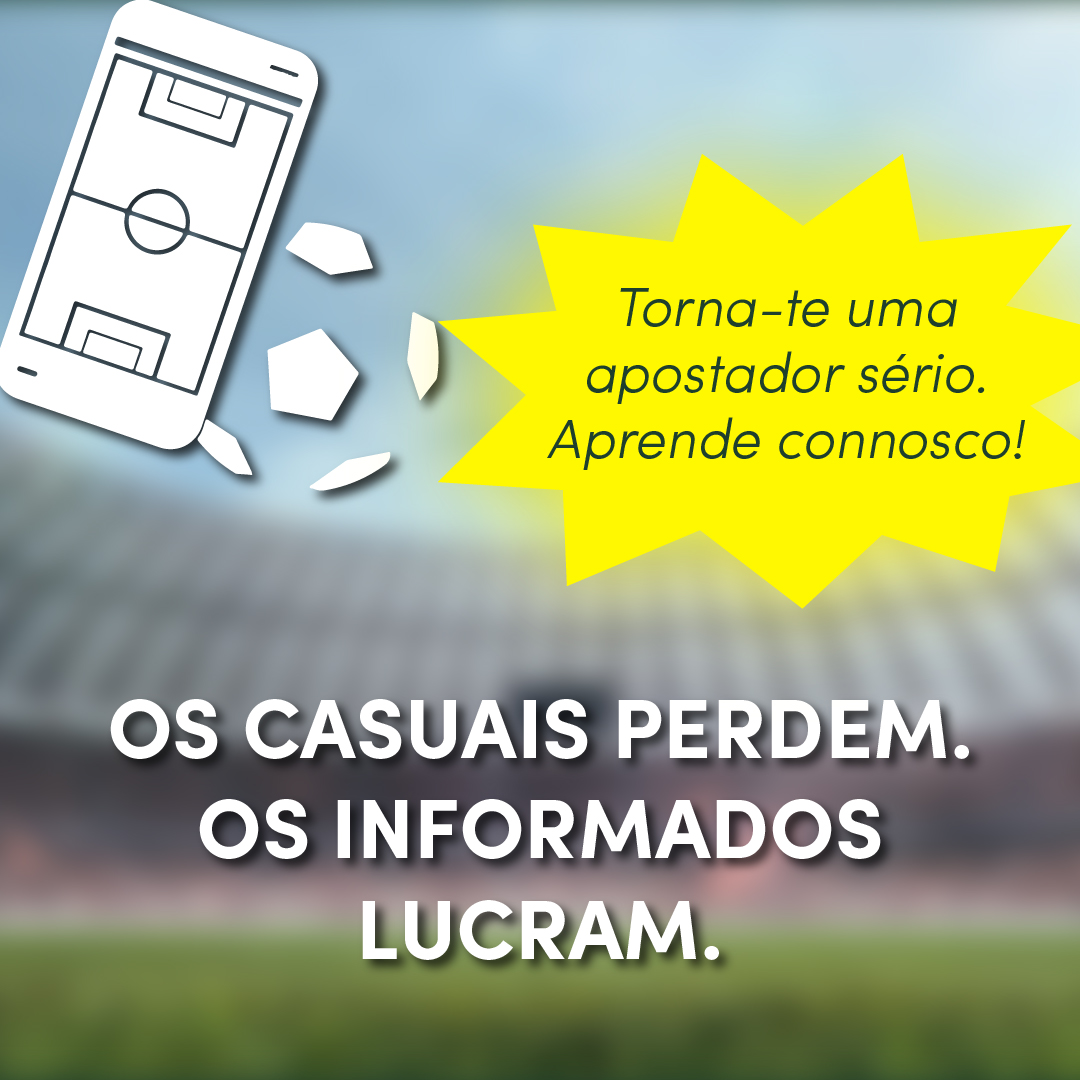 Torna-te uma
apostador sério.
Aprende connosco!
OS CASUAIS PERDEM.
OS INFORMADOS
LUCRAM.